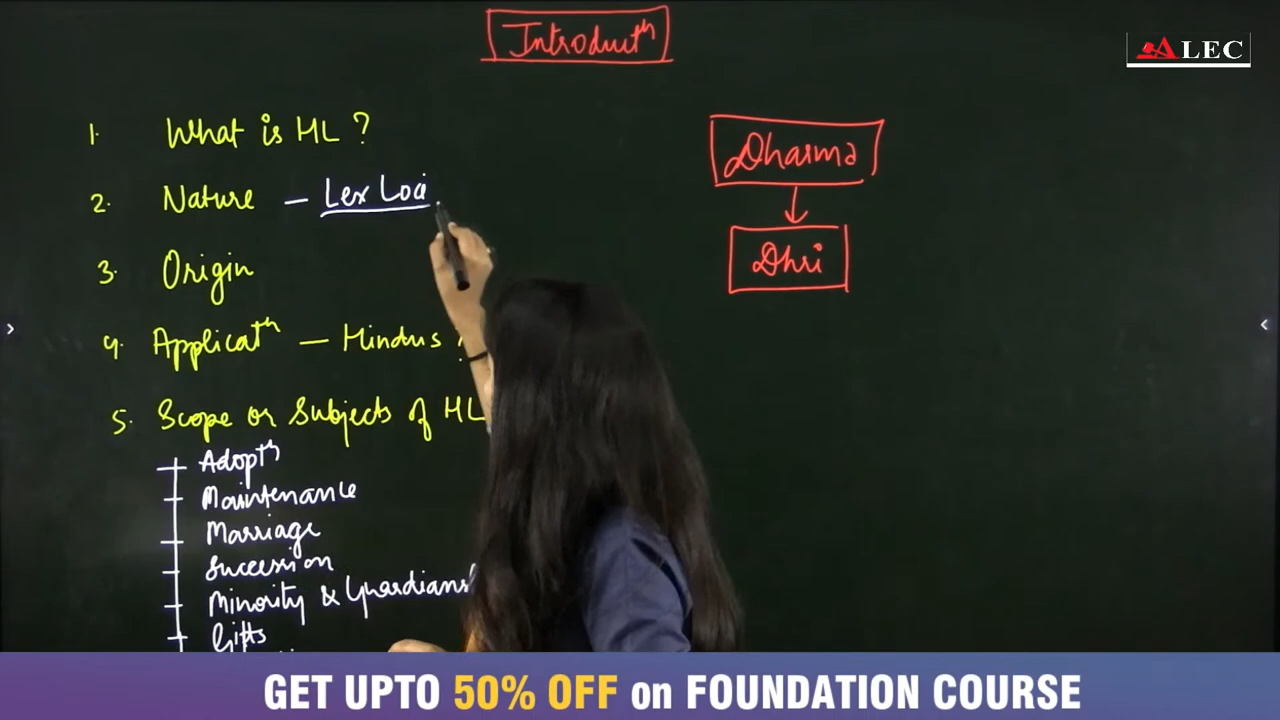 Introductⁿ
ALEC
1. What is HL ?
2. Nature — Lex Loci
3. Origin
4. Applicatⁿ — Hindus ?
5. Scope or Subjects of HL
Adoptⁿ
Maintenance
Marriage
Succession
Minority & Guardians
Gifts
Dharma
Dhri
GET UPTO 50% OFF on FOUNDATION COURSE